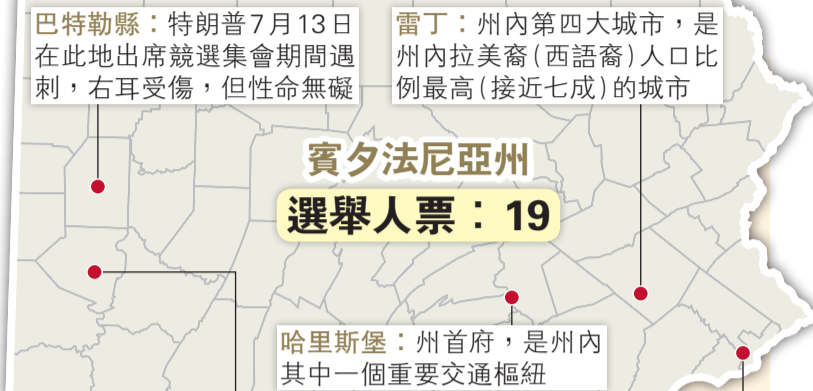 巴特勒縣：特朗普7月13日
在此地出席競選集會期間遇
刺，右耳受傷，但性命無礙
雷丁：州內第四大城市，是
州內拉美裔(西語裔)人口比
例最高(接近七成)的城市
賓夕法尼亞州
選舉人票：19
哈里斯堡：州首府，是州內
其中一個重要交通樞紐